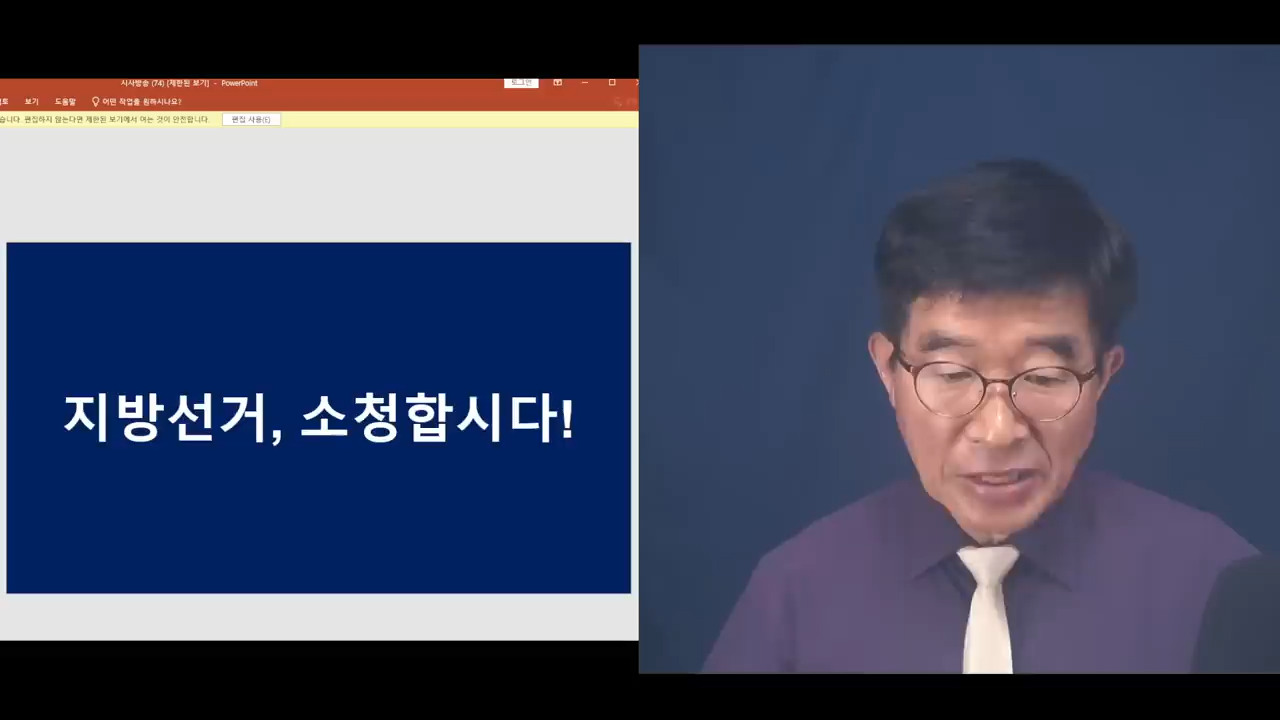 시사방송 (74) [제한된 보기] - PowerPoint
로그인
보기 도움말 어떤 작업을 원하시나요?
편집하지 않는다면 제한된 보기에서 여는 것이 안전합니다. 편집 사용(E)
지방선거, 소청합시다!